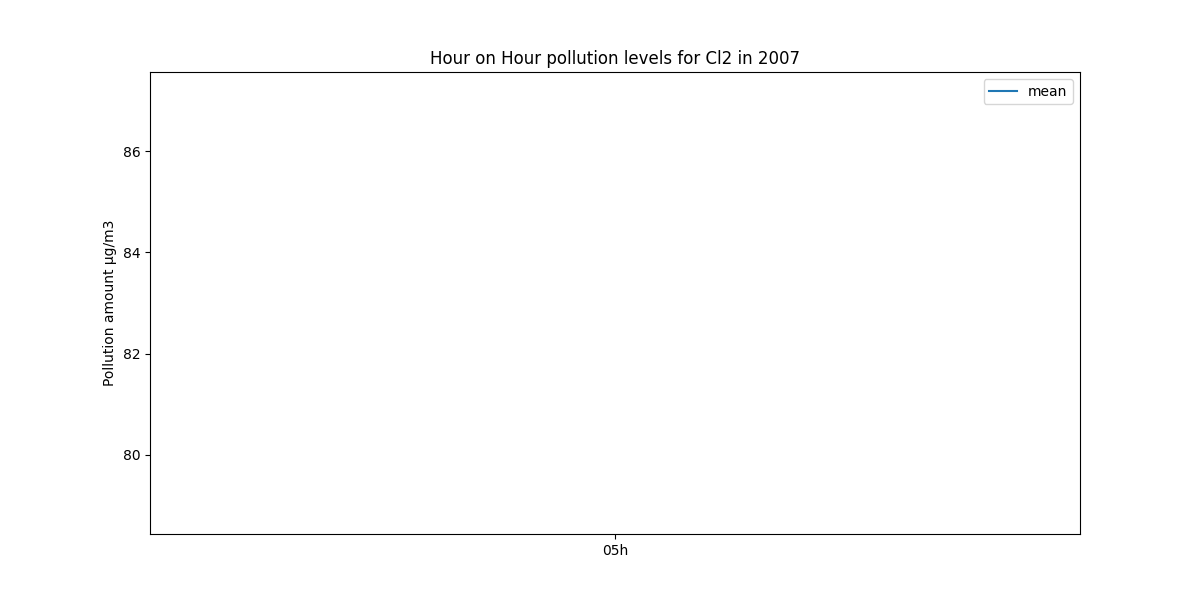 Hour on Hour pollution levels for Cl2 in 2007
mean
86
84
82
80
Pollution amount µg/m3
05h